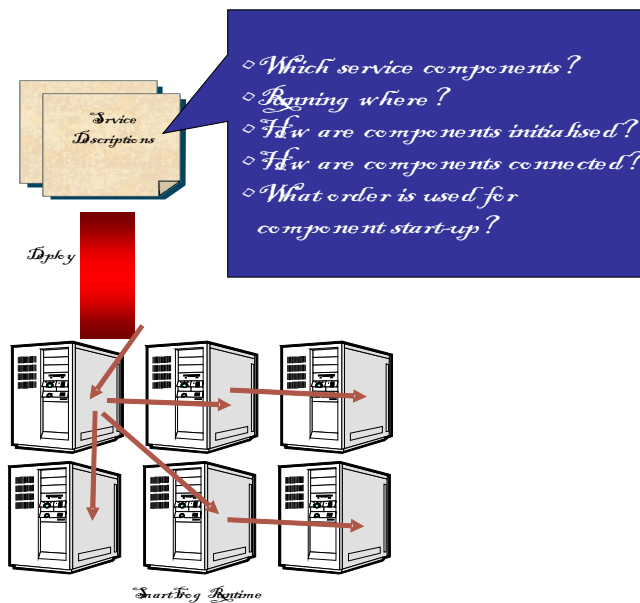 Service
Descriptions
◇ Which service components?
◇ Running where?
◇ How are components initialised?
◇ How are components connected?
◇ What order is used for
component start-up?
Deploy
SmartFrog Runtime